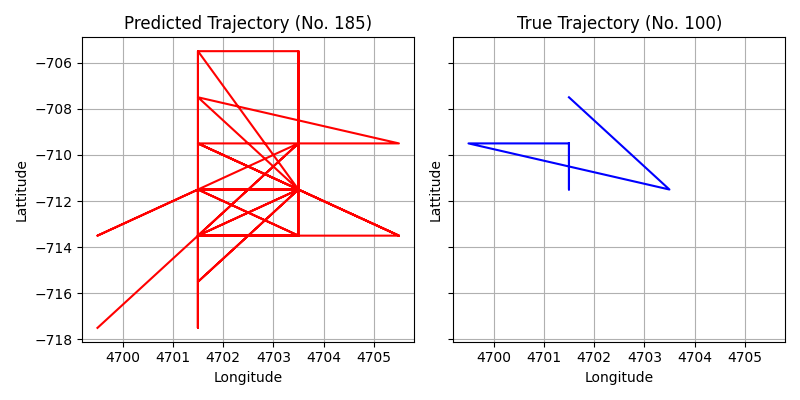 Predicted Trajectory (No. 185)
True Trajectory (No. 100)
Lattitude
−706
−708
−710
−712
−714
−716
−718
4700 4701 4702 4703 4704 4705
Longitude
Lattitude
4700 4701 4702 4703 4704 4705
Longitude